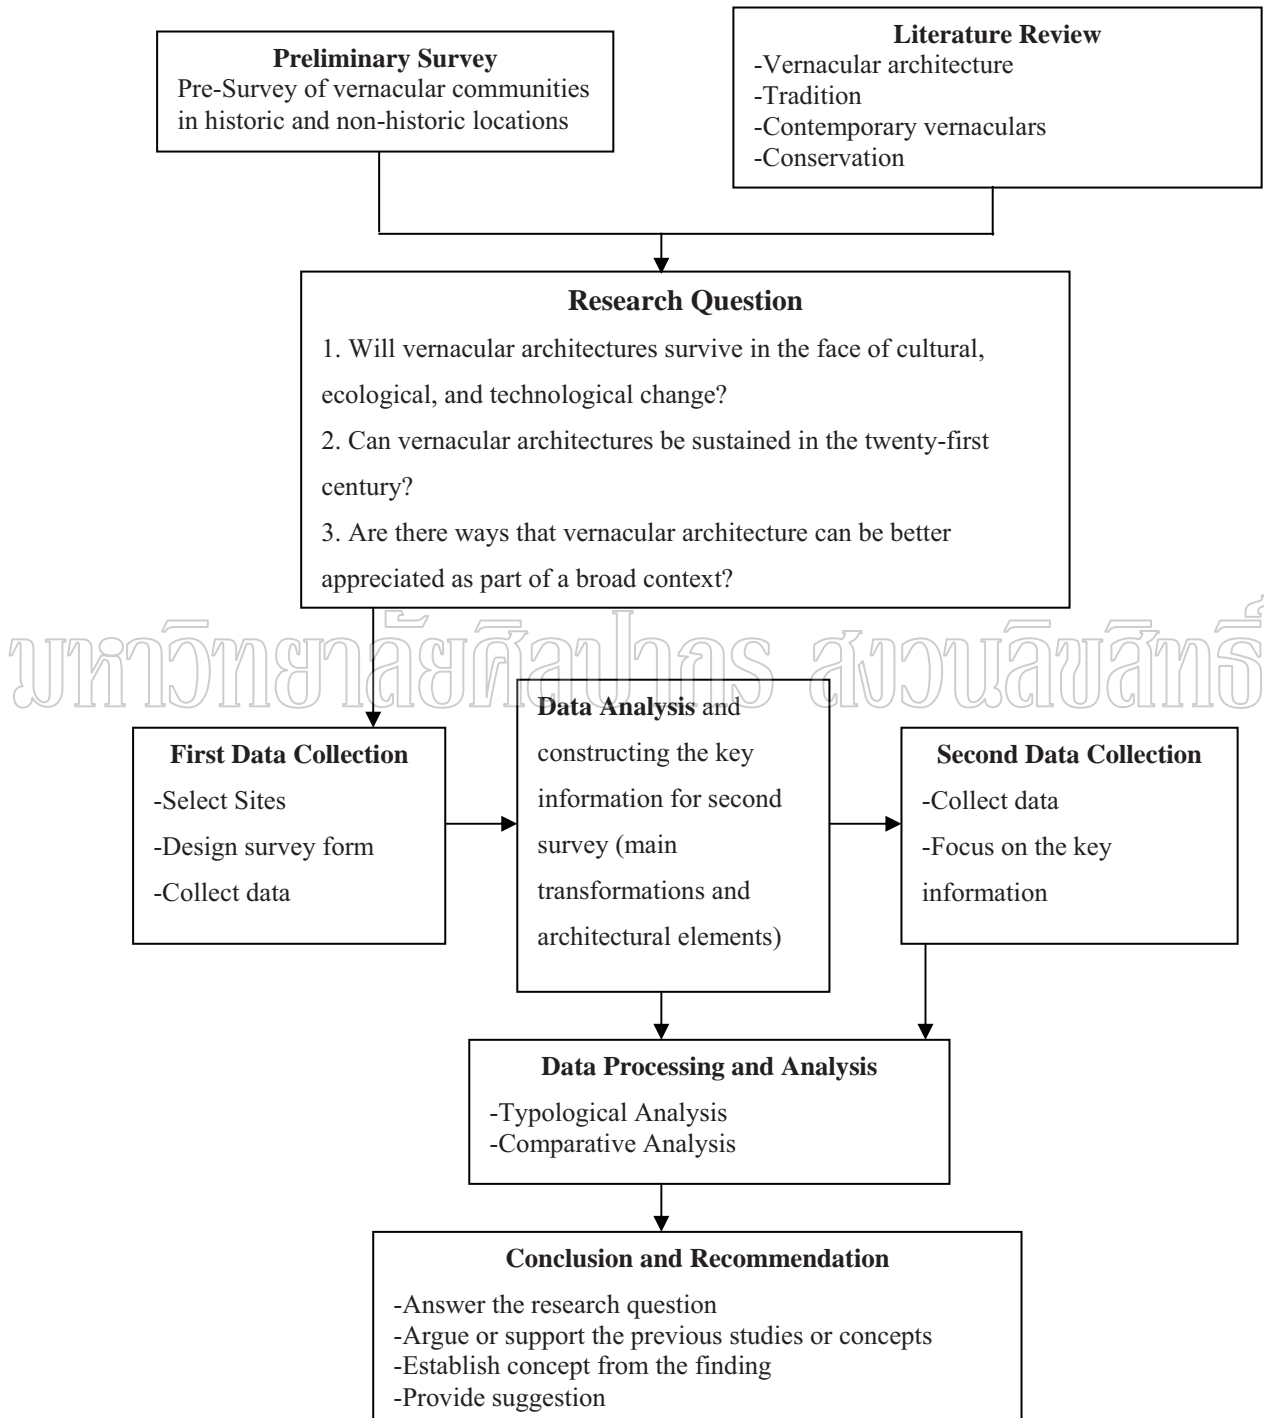 Preliminary Survey
Pre-Survey of vernacular communities
in historic and non-historic locations
Literature Review
-Vernacular architecture
-Tradition
-Contemporary vernaculars
-Conservation
Research Question
1. Will vernacular architectures survive in the face of cultural,
ecological, and technological change?
2. Can vernacular architectures be sustained in the twenty-first
century?
3. Are there ways that vernacular architecture can be better
appreciated as part of a broad context?
มหาวิทยาลัยศิลปากร สงวนลิขสิทธิ์
First Data Collection
-Select Sites
-Design survey form
-Collect data
Data Analysis and
constructing the key
information for second
survey (main
transformations and
architectural elements)
Second Data Collection
-Collect data
-Focus on the key
information
Data Processing and Analysis
-Typological Analysis
-Comparative Analysis
Conclusion and Recommendation
-Answer the research question
-Argue or support the previous studies or concepts
-Establish concept from the finding
-Provide suggestion